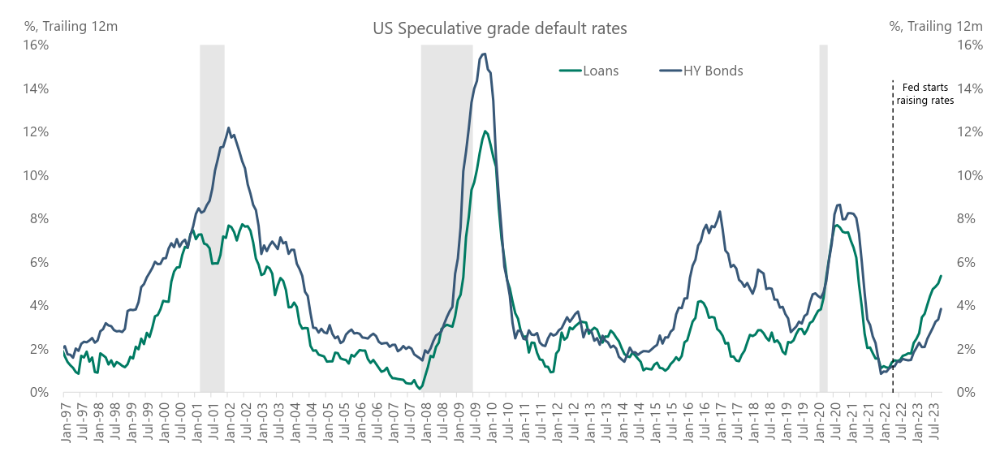 %, Trailing 12m
US Speculative grade default rates
%, Trailing 12m
16%
14%
12%
10%
8%
6%
4%
2%
0%
Loans
HY Bonds
Fed starts
raising rates
16%
14%
12%
10%
8%
6%
4%
2%
0%
Jan-97
Jul-97
Jan-98
Jul-98
Jan-99
Jul-99
Jan-00
Jul-00
Jan-01
Jul-01
Jan-02
Jul-02
Jan-03
Jul-03
Jan-04
Jul-04
Jan-05
Jul-05
Jan-06
Jul-06
Jan-07
Jul-07
Jan-08
Jul-08
Jan-09
Jul-09
Jan-10
Jul-10
Jan-11
Jul-11
Jan-12
Jul-12
Jan-13
Jul-13
Jan-14
Jul-14
Jan-15
Jul-15
Jan-16
Jul-16
Jan-17
Jul-17
Jan-18
Jul-18
Jan-19
Jul-19
Jan-20
Jul-20
Jan-21
Jul-21
Jan-22
Jul-22
Jan-23
Jul-23